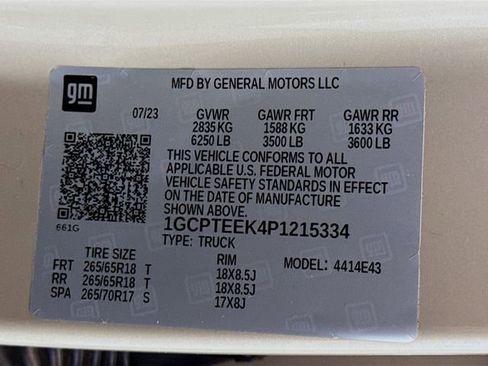 gm
MFD BY GENERAL MOTORS LLC
07/23 GVWR GAWR FRT GAWR RR
2835 KG 1588 KG 1633 KG
6250 LB 3500 LB 3600 LB
THIS VEHICLE CONFORMS TO ALL
APPLICABLE U.S. FEDERAL MOTOR
VEHICLE SAFETY STANDARDS IN EFFECT
ON THE DATE OF MANUFACTURE
SHOWN ABOVE.
661G
1GCPTEEK4P1215334
TYPE: TRUCK
TIRE SIZE RIM MODEL: 4414E43
FRT 265/65R18 T 18X8.5J
RR 265/65R18 T 18X8.5J
SPA 265/70R17 S 17X8J